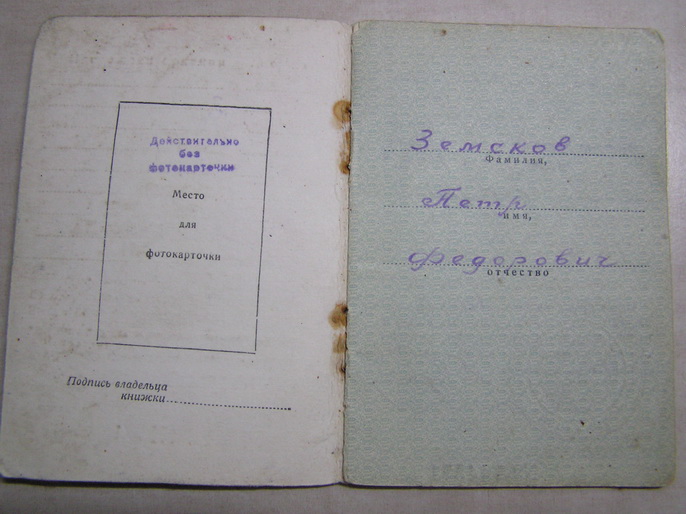 Действительно
без
фотокарточки
Место
для
фотокарточки
Подпись владельца
книжки
Земсков
Фамилия,
Петр
имя,
Федорович
отчество